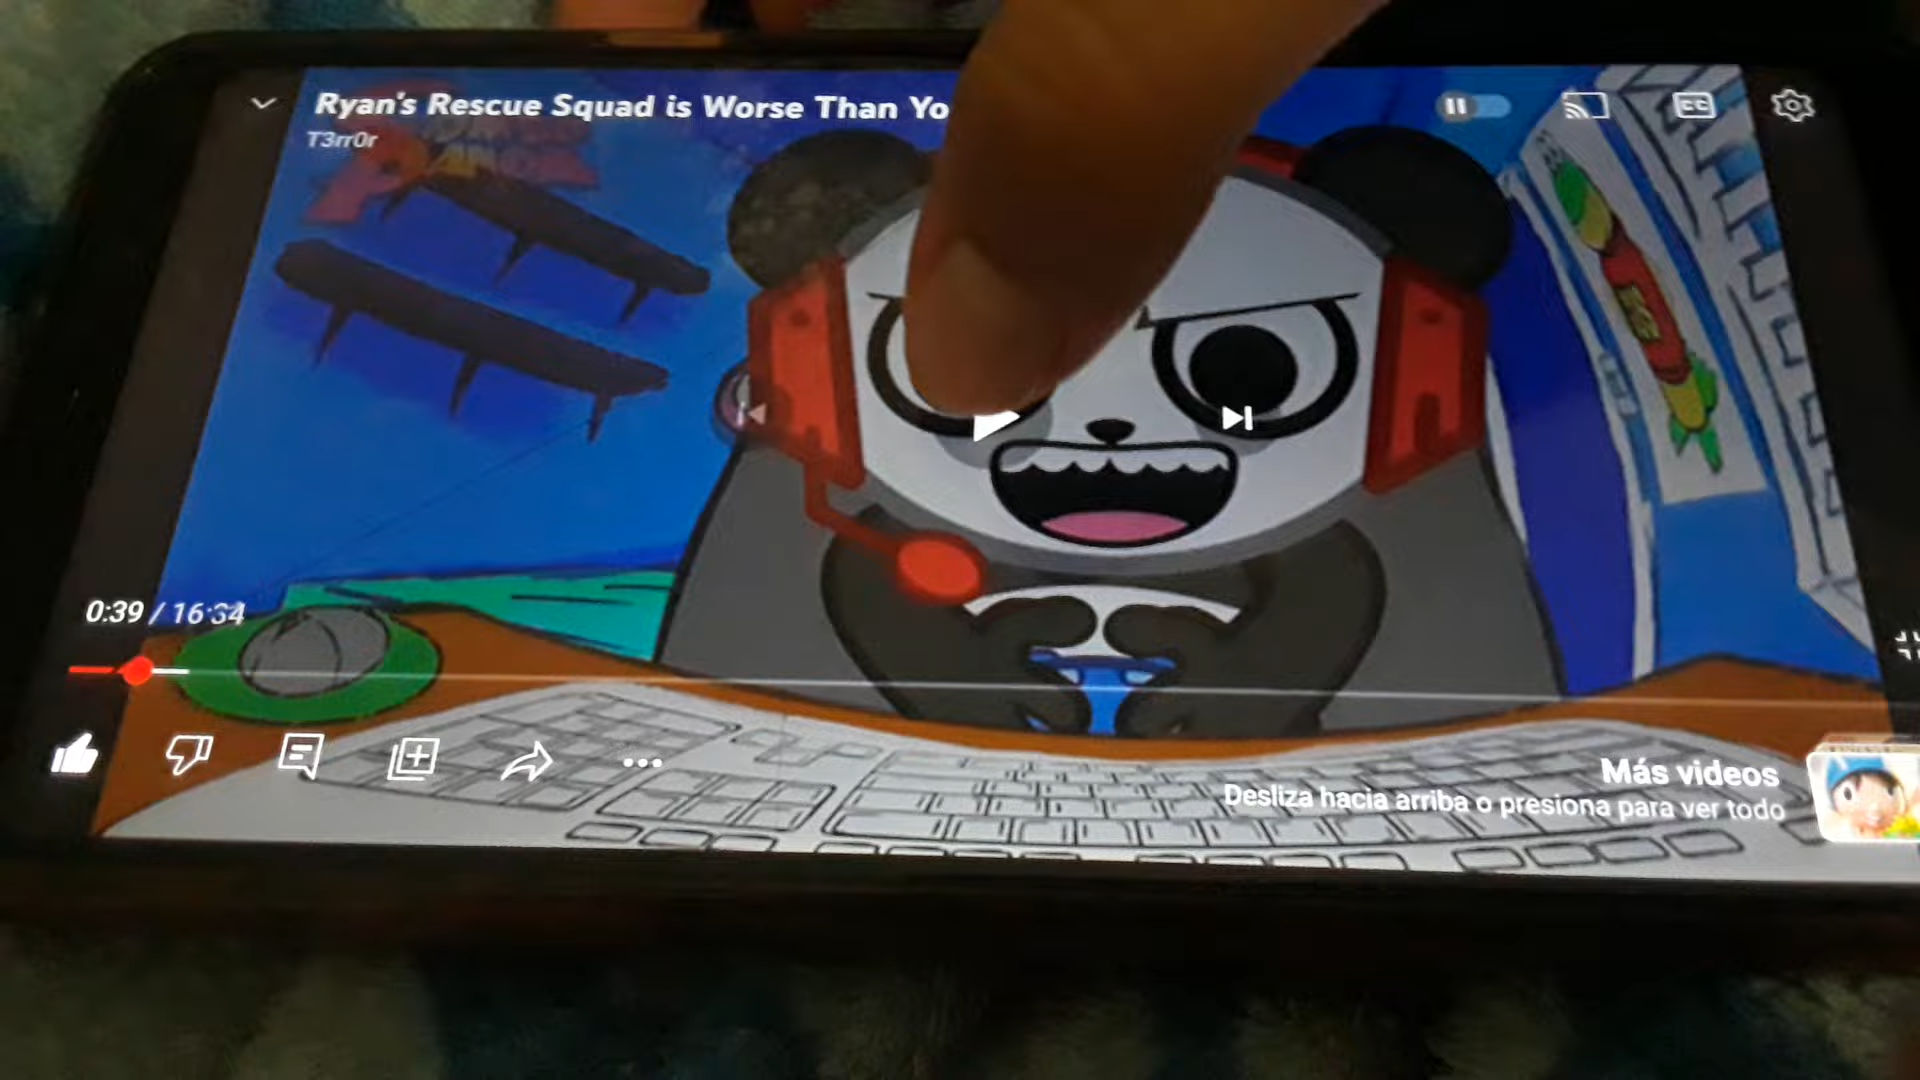 Ryan's Rescue Squad is Worse Than Yo
T3rr0r
CC
0:39 / 16:34
Más videos
Desliza hacia arriba o presiona para ver todo